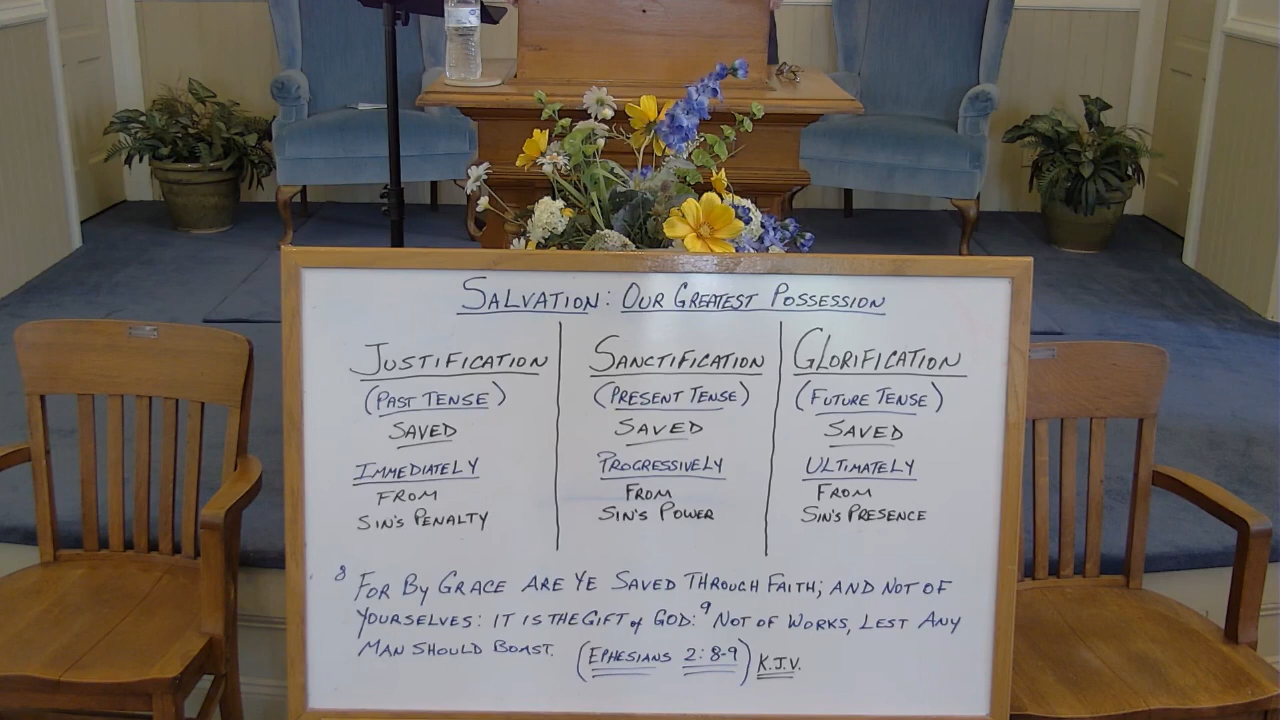 SALVATION: OUR GREATEST POSSESSION
JUSTIFICATION
(PAST TENSE)
SAVED
IMMEDIATELY
FROM
SIN'S PENALTY
SANCTIFICATION
(PRESENT TENSE)
SAVED
PROGRESSIVELY
FROM
SIN'S POWER
GLORIFICATION
(FUTURE TENSE)
SAVED
ULTIMATELY
FROM
SIN'S PRESENCE
8 FOR BY GRACE ARE YE SAVED THROUGH FAITH; AND NOT OF
YOURSELVES: IT IS THE GIFT of GOD: 9 NOT OF WORKS, LEST ANY
MAN SHOULD BOAST. (EPHESIANS 2:8-9) K.J.V.